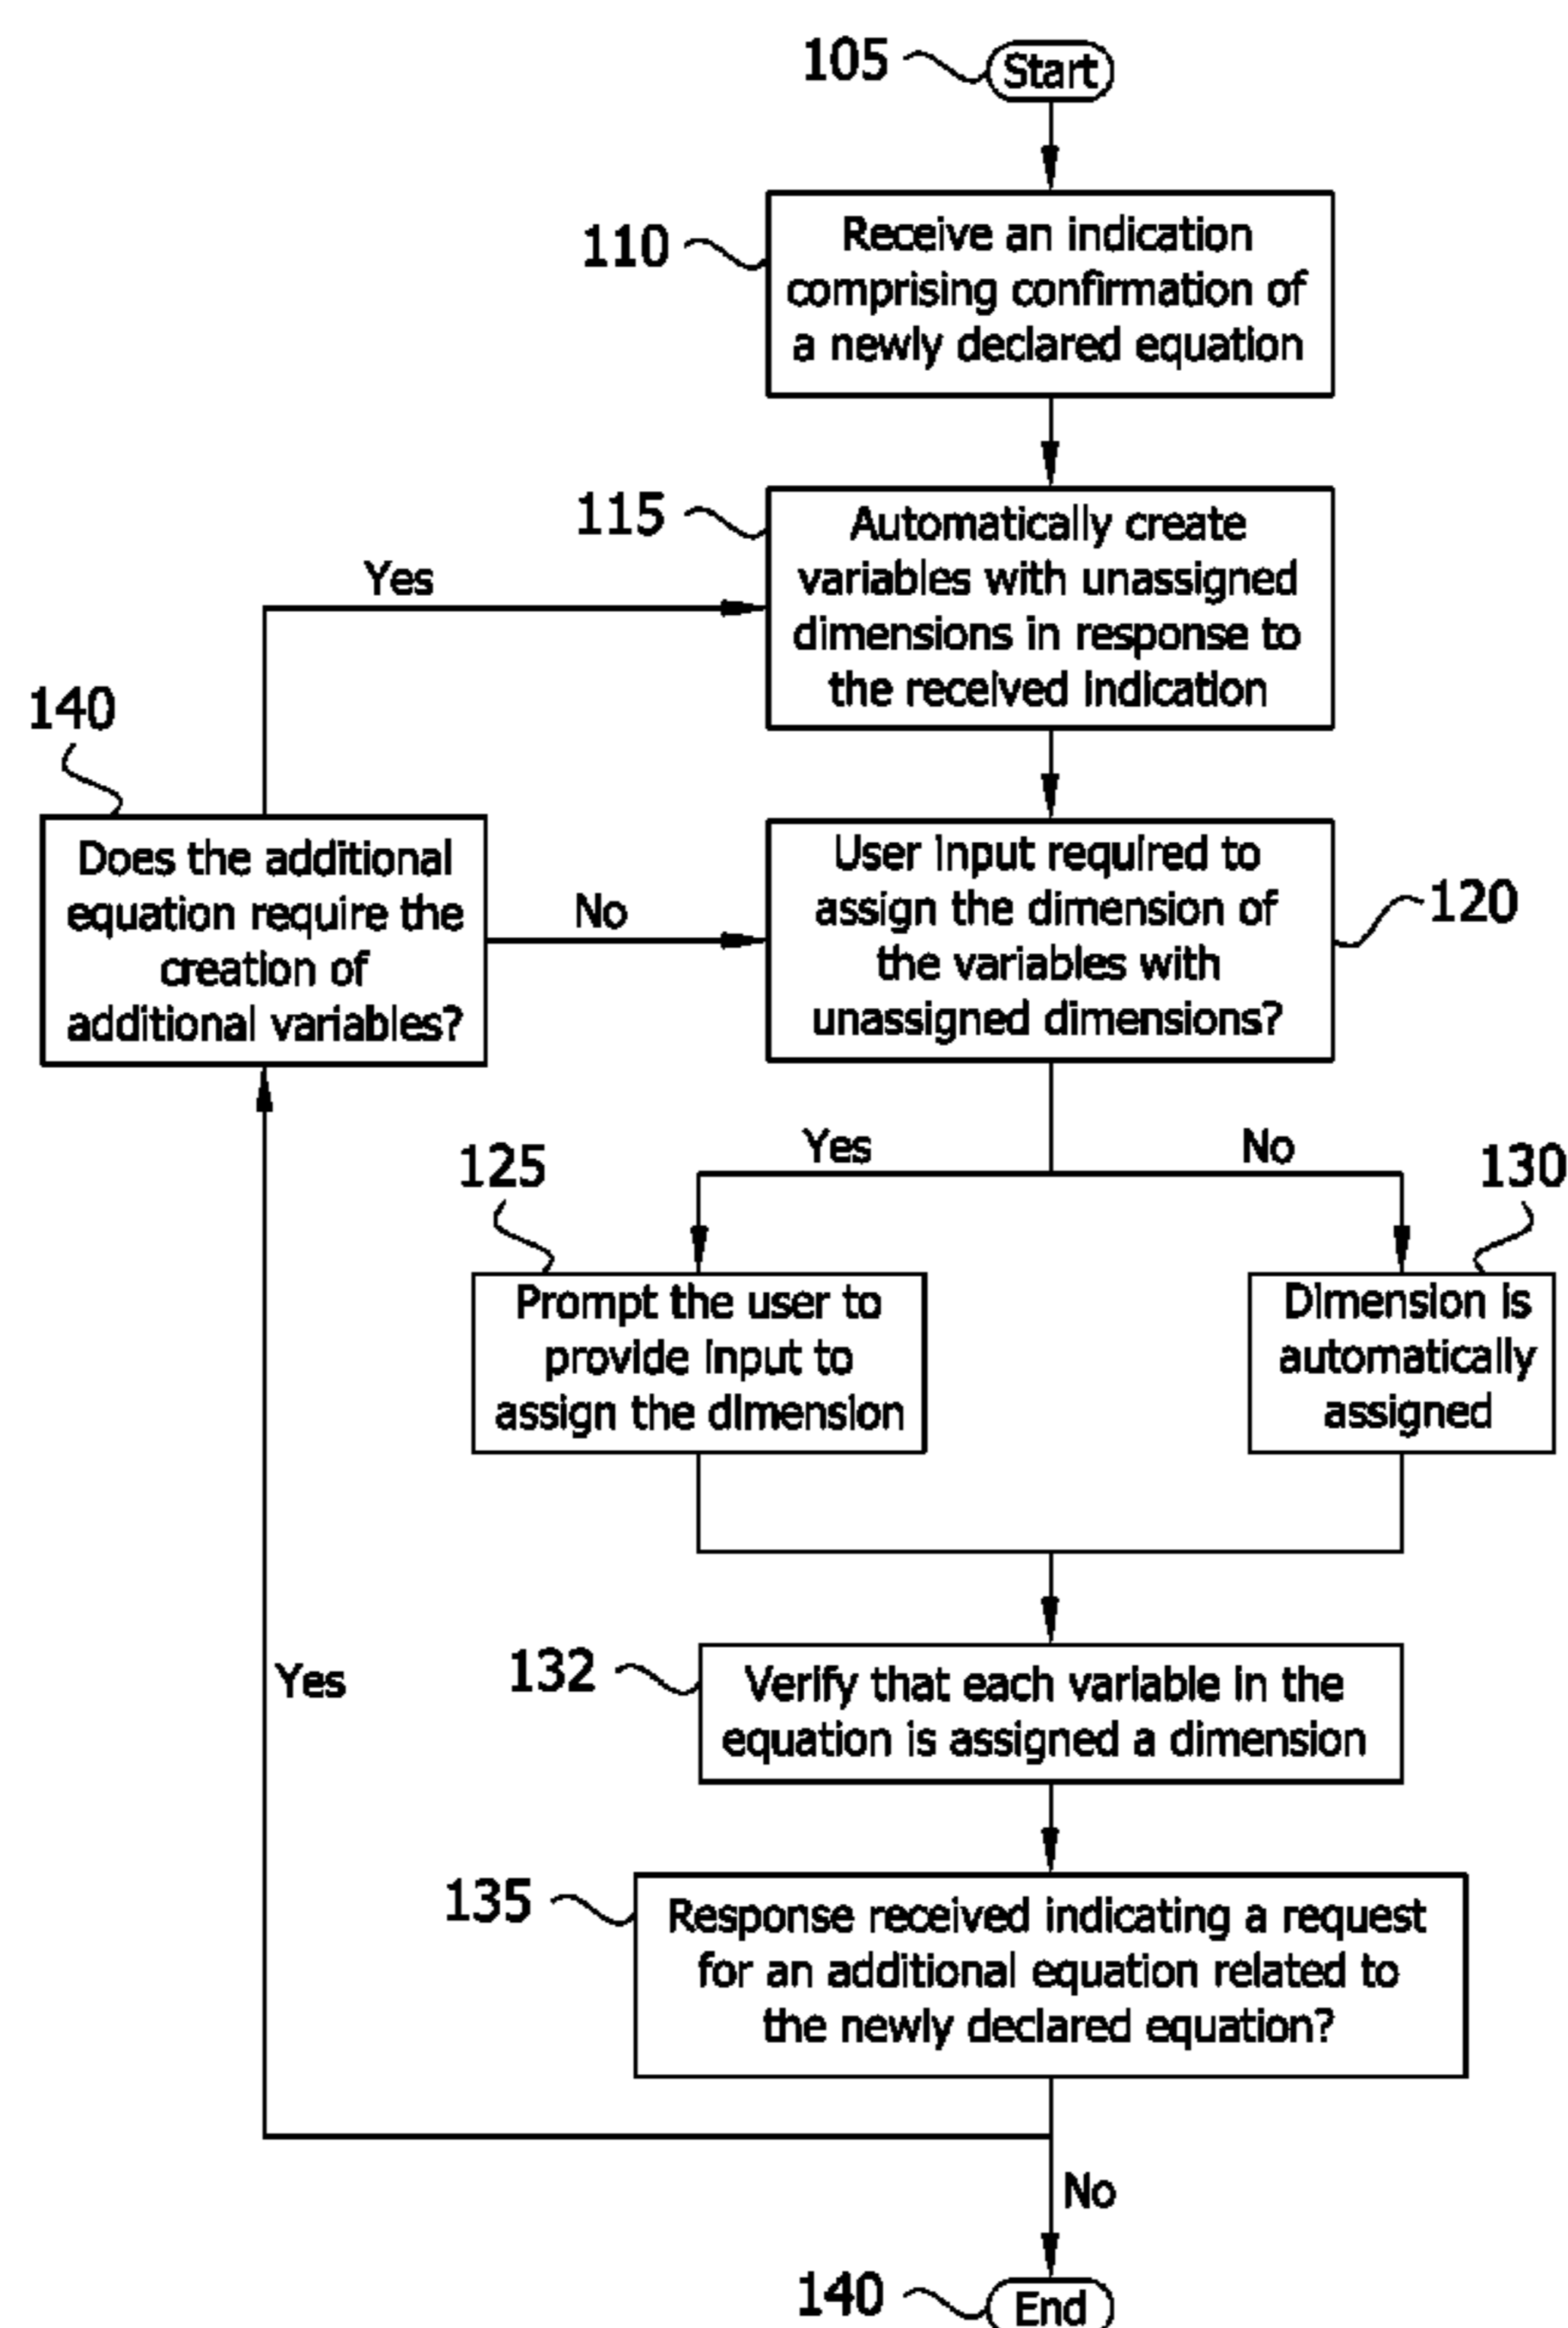 105
Start
110
Receive an indication
comprising confirmation of
a newly declared equation
115
Automatically create
variables with unassigned
dimensions in response to
the received indication
Yes
140
Does the additional
equation require the
creation of
additional variables?
No
User input required to
assign the dimension of
the variables with
unassigned dimensions?
120
Yes
No
125
Prompt the user to
provide input to
assign the dimension
130
Dimension is
automatically
assigned
132
Verify that each variable in the
equation is assigned a dimension
Yes
135
Response received indicating a request
for an additional equation related to
the newly declared equation?
No
140
End